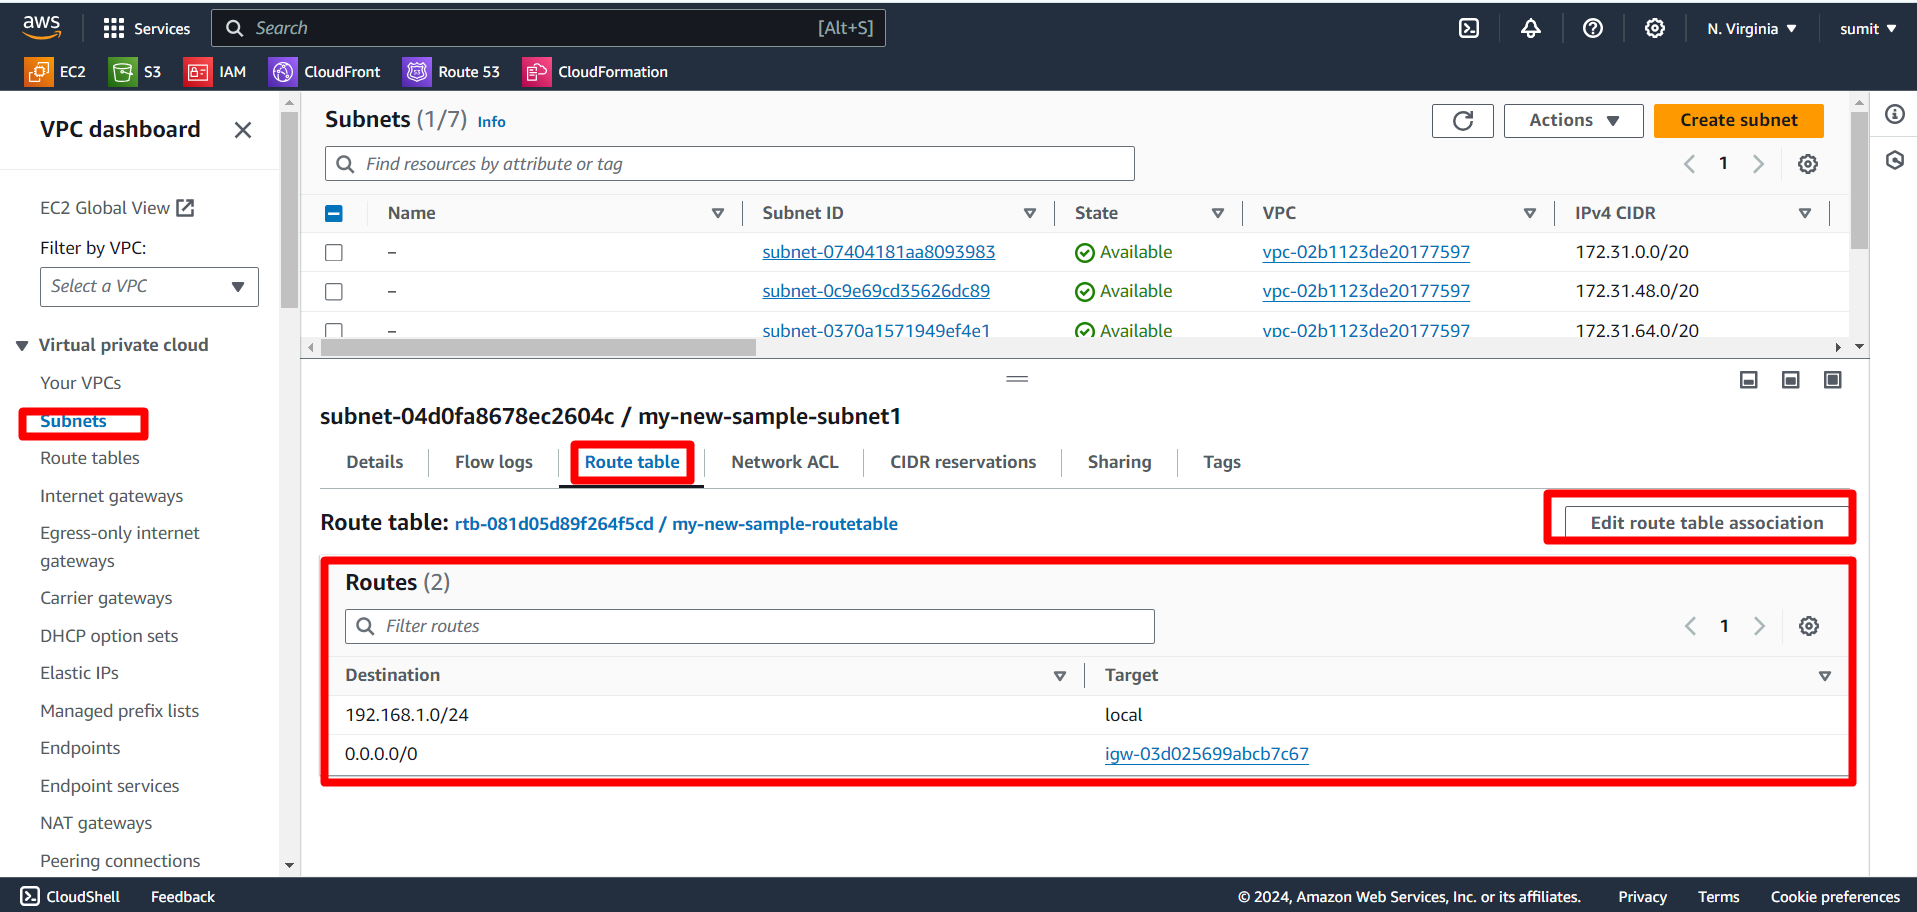 aws Services Search [Alt+S] N. Virginia sumit
EC2 S3 IAM CloudFront Route 53 CloudFormation
VPC dashboard
EC2 Global View
Filter by VPC:
Select a VPC
Virtual private cloud
Your VPCs
Subnets
Route tables
Internet gateways
Egress-only internet
gateways
Carrier gateways
DHCP option sets
Elastic IPs
Managed prefix lists
Endpoints
Endpoint services
NAT gateways
Peering connections
Subnets (1/7) Info Actions Create subnet
Find resources by attribute or tag 1
Name Subnet ID State VPC IPv4 CIDR
– subnet-07404181aa8093983 Available vpc-02b1123de20177597 172.31.0.0/20
– subnet-0c9e69cd35626dc89 Available vpc-02b1123de20177597 172.31.48.0/20
– subnet-0370a1571949ef4e1 Available vpc-02b1123de20177597 172.31.64.0/20
subnet-04d0fa8678ec2604c / my-new-sample-subnet1
Details Flow logs Route table Network ACL CIDR reservations Sharing Tags
Route table: rtb-081d05d89f264f5cd / my-new-sample-routetable Edit route table association
Routes (2)
Filter routes 1
Destination Target
192.168.1.0/24 local
0.0.0.0/0 igw-03d025699abcb7c67
CloudShell Feedback © 2024, Amazon Web Services, Inc. or its affiliates. Privacy Terms Cookie preferences